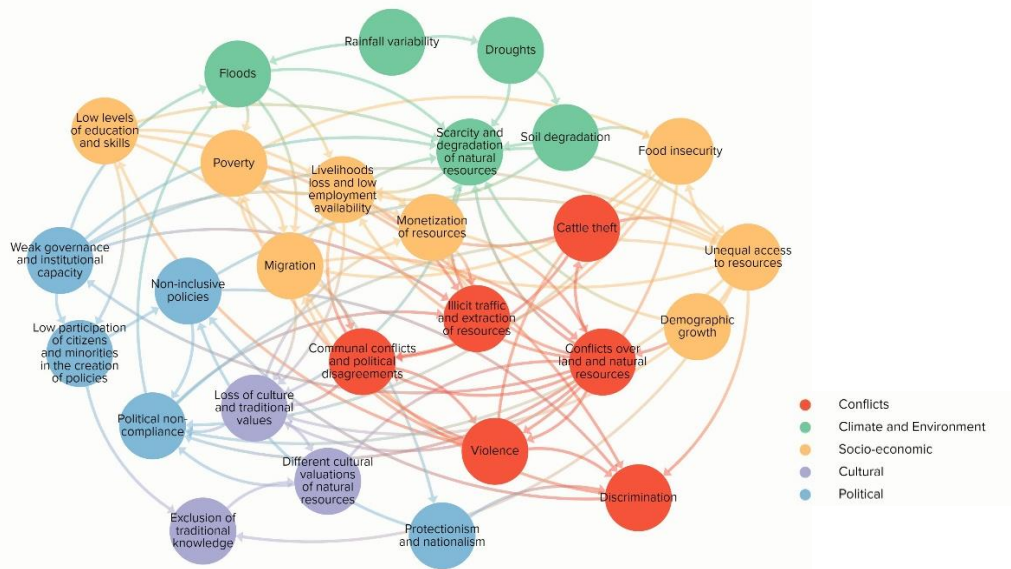 Rainfall variability
Droughts
Floods
Low levels
of education
and skills
Poverty
Livelihoods
loss and low
employment
availability
Scarcity and
degradation
of natural
resources
Soil degradation
Food insecurity
Monetization
of resources
Cattle theft
Weak governance
and institutional
capacity
Non-inclusive
policies
Migration
Unequal access
to resources
Illicit traffic
and extraction
of resources
Demographic
growth
Low participation
of citizens
and minorities
in the creation
of policies
Communal conflicts
and political
disagreements
Conflicts over
land and natural
resources
Loss of culture
and traditional
values
Political non-
compliance
Different cultural
valuations
of natural
resources
Violence
Discrimination
Exclusion of
traditional
knowledge
Protectionism
and nationalism
Conflicts
Climate and Environment
Socio-economic
Cultural
Political